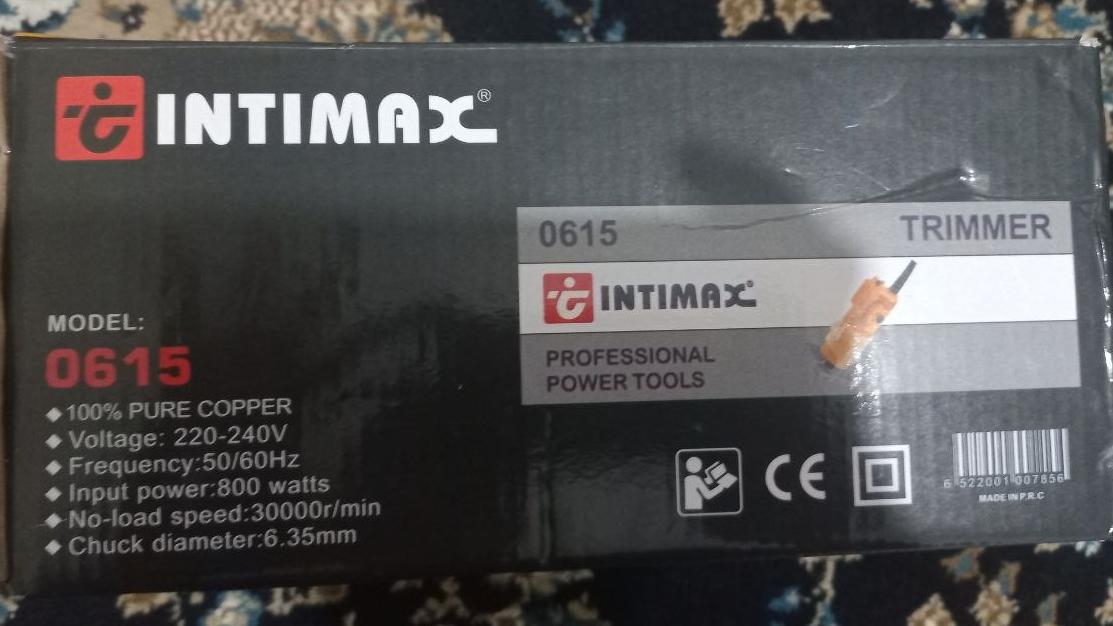 INTIMAX®
0615 TRIMMER
INTIMAX®
PROFESSIONAL
POWER TOOLS
MODEL:
0615
◆100% PURE COPPER
◆Voltage: 220-240V
◆Frequency:50/60Hz
◆Input power:800 watts
◆No-load speed:30000r/min
◆Chuck diameter:6.35mm
CE
6 522001 007856
MADE IN P.R.C